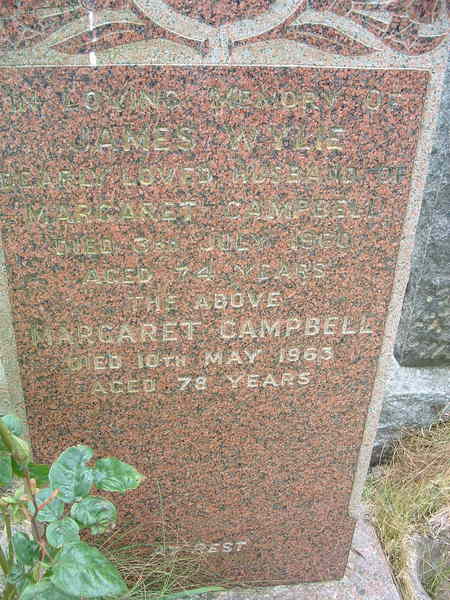 IN LOVING MEMORY OF
JAMES WYLIE
DEARLY LOVED HUSBAND OF
MARGARET CAMPBELL
DIED 3RD JULY 1960
AGED 74 YEARS
THE ABOVE
MARGARET CAMPBELL
DIED 10TH MAY 1963
AGED 78 YEARS
AT REST